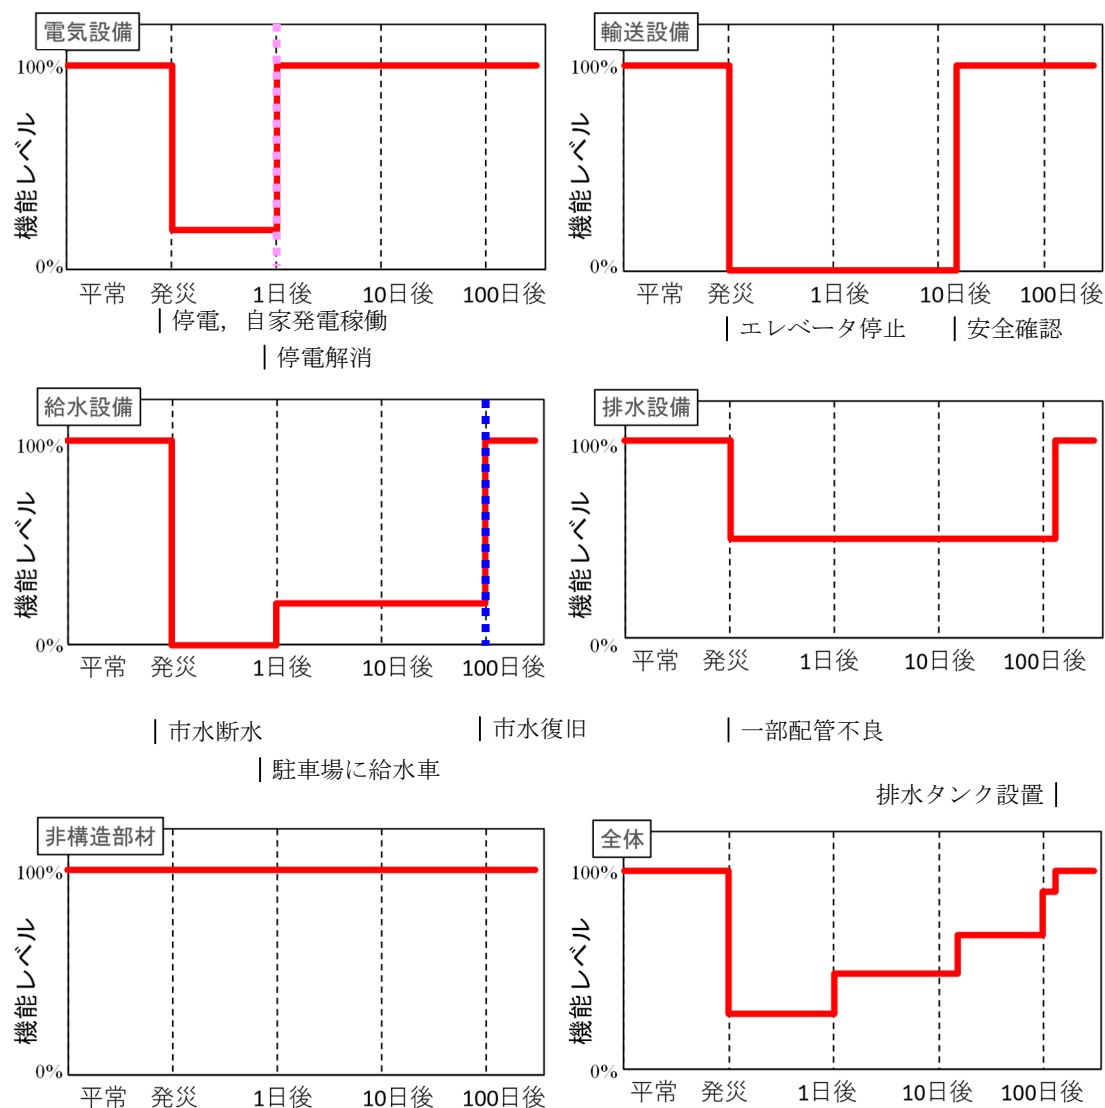 電気設備
100%
機能レベル
0%
平常 発災 1日後 10日後 100日後
停電，自家発電稼働
停電解消
輸送設備
100%
機能レベル
0%
平常 発災 1日後 10日後 100日後
エレベータ停止 安全確認
給水設備
100%
機能レベル
0%
平常 発災 1日後 10日後 100日後
市水断水 市水復旧
駐車場に給水車
排水設備
100%
機能レベル
0%
平常 発災 1日後 10日後 100日後
一部配管不良
排水タンク設置
非構造部材
100%
機能レベル
0%
平常 発災 1日後 10日後 100日後
全体
100%
機能レベル
0%
平常 発災 1日後 10日後 100日後